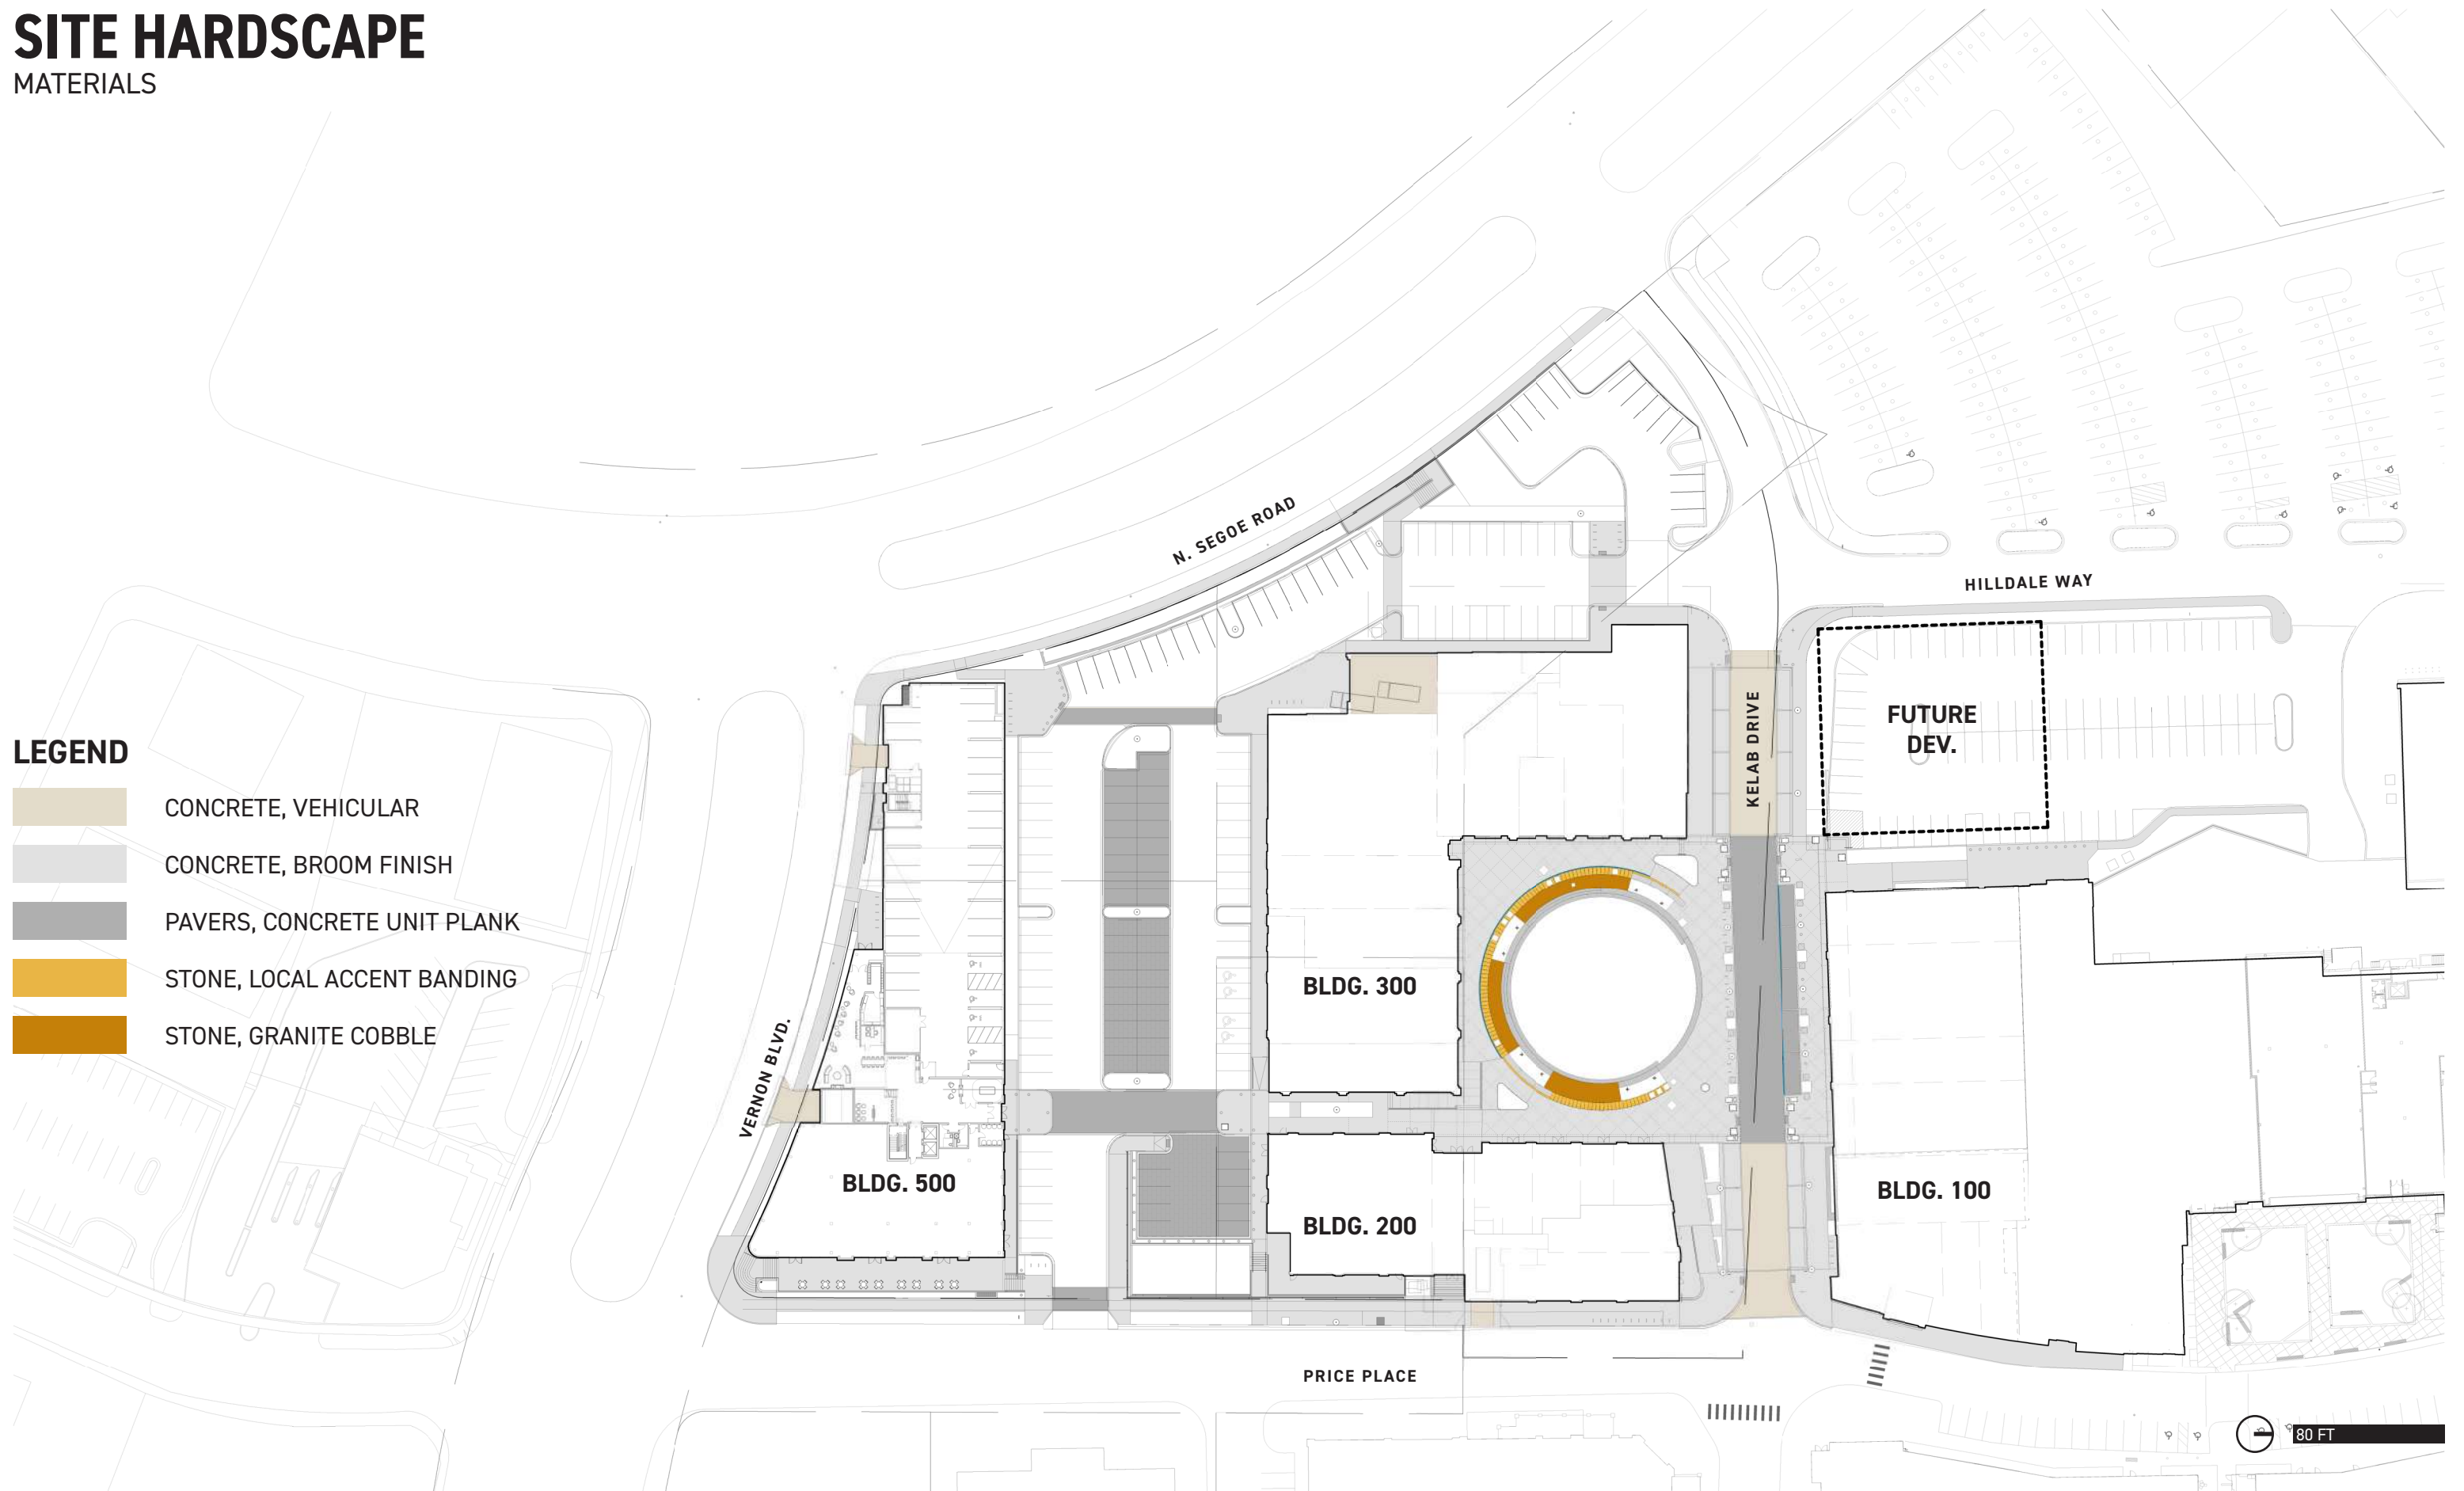 SITE HARDSCAPE
MATERIALS
N. SEGOE ROAD
HILLDALE WAY
KELAB DRIVE
FUTURE
DEV.
LEGEND
CONCRETE, VEHICULAR
CONCRETE, BROOM FINISH
PAVERS, CONCRETE UNIT PLANK
STONE, LOCAL ACCENT BANDING
STONE, GRANITE COBBLE
VERNON BLVD.
BLDG. 300
BLDG. 500
BLDG. 200
BLDG. 100
PRICE PLACE
80 FT